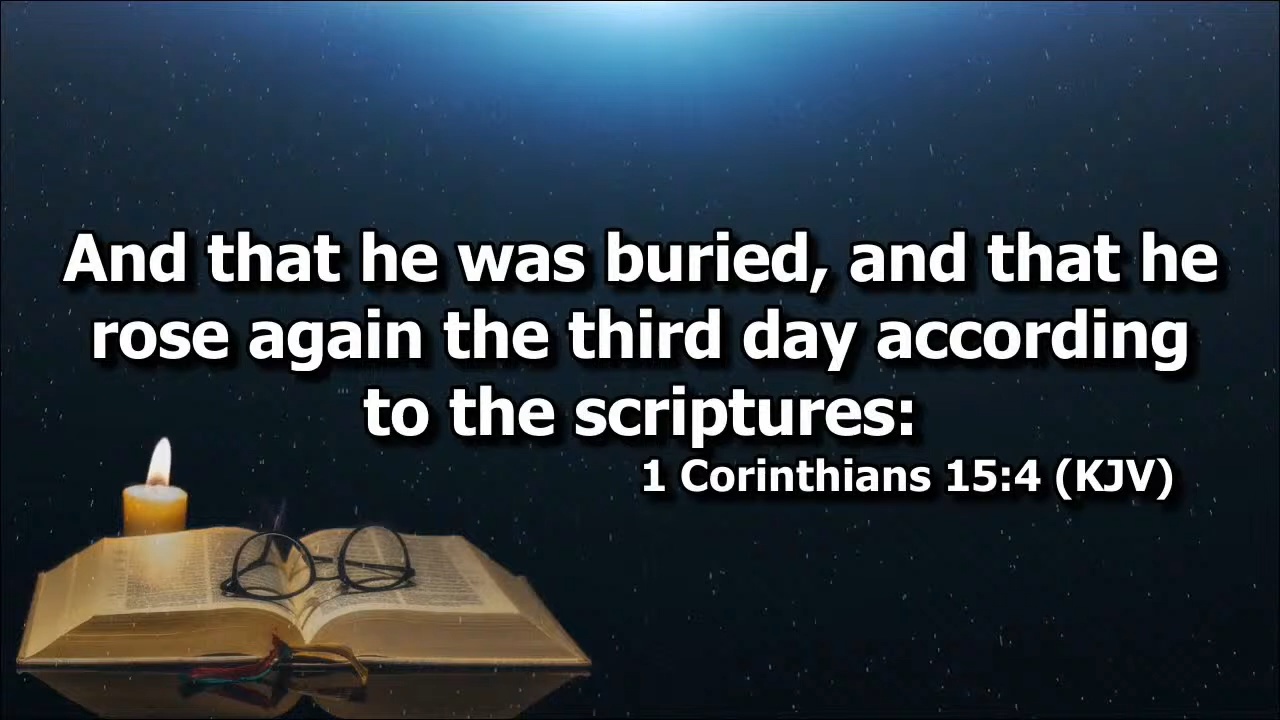 And that he was buried, and that he
rose again the third day according
to the scriptures:
1 Corinthians 15:4 (KJV)